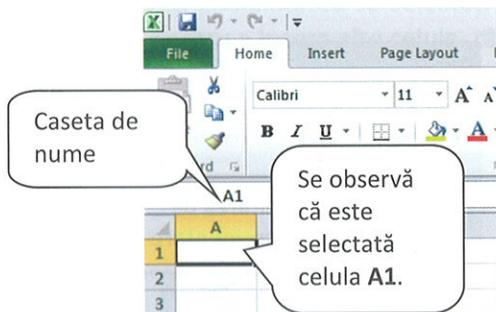 File Home Insert Page Layout
Calibri 11 A A
B I U A
Caseta de
nume
rd
A1
Se observă
că este
selectată
celula A1.
A
1
2
3